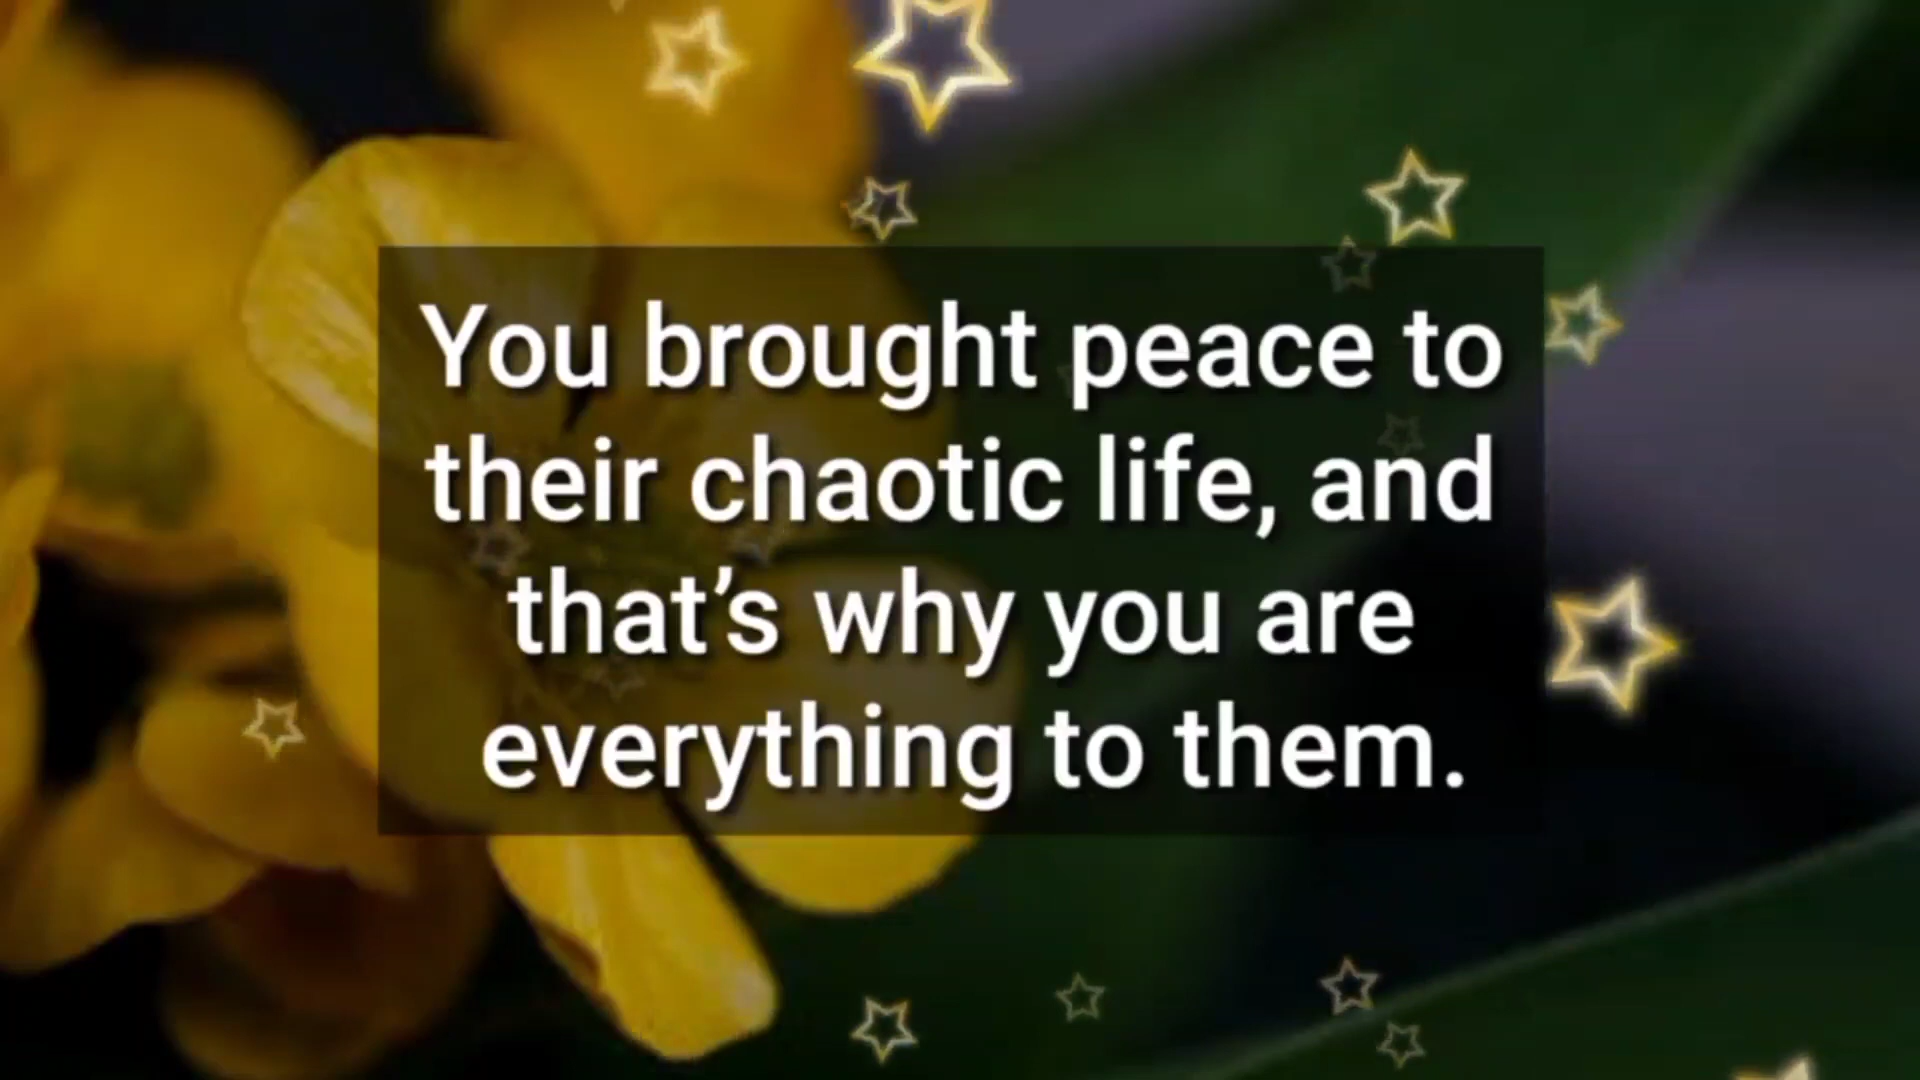 You brought peace to
their chaotic life, and
that’s why you are
everything to them.